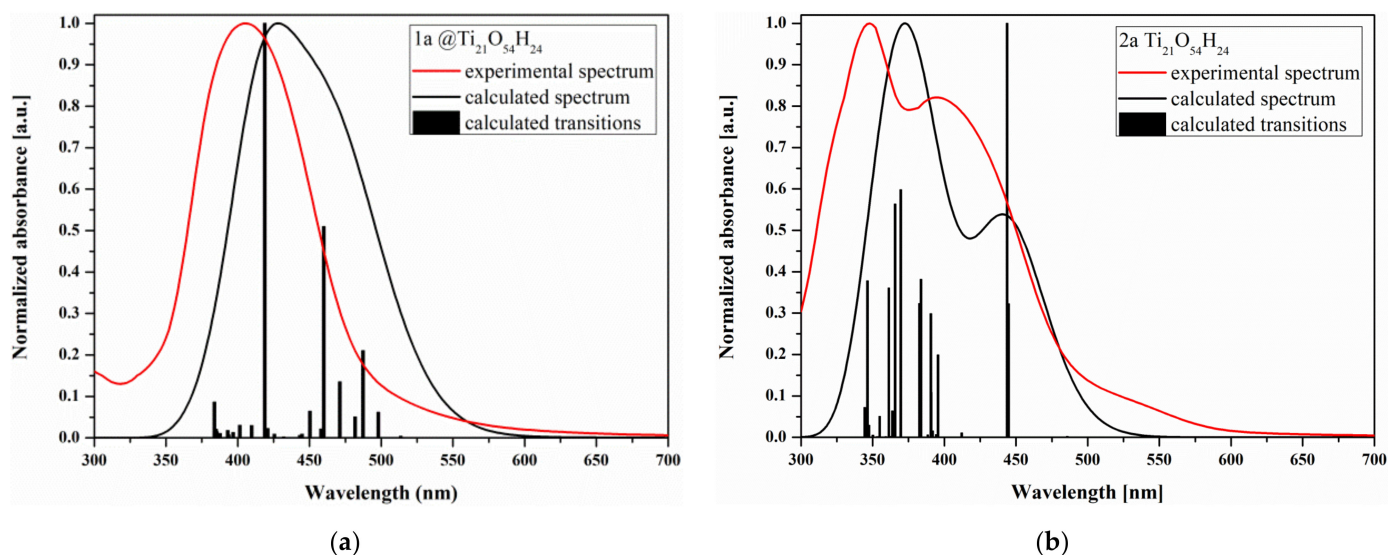 1a @Ti21O54H24
experimental spectrum
calculated spectrum
calculated transitions
Normalized absorbance [a.u.]
1.0
0.9
0.8
0.7
0.6
0.5
0.4
0.3
0.2
0.1
0.0
300 350 400 450 500 550 600 650 700
Wavelength (nm)
(a)
2a Ti21O54H24
experimental spectrum
calculated spectrum
calculated transitions
Normalized absorbance [a.u.]
1.0
0.9
0.8
0.7
0.6
0.5
0.4
0.3
0.2
0.1
0.0
300 350 400 450 500 550 600 650 700
Wavelength [nm]
(b)